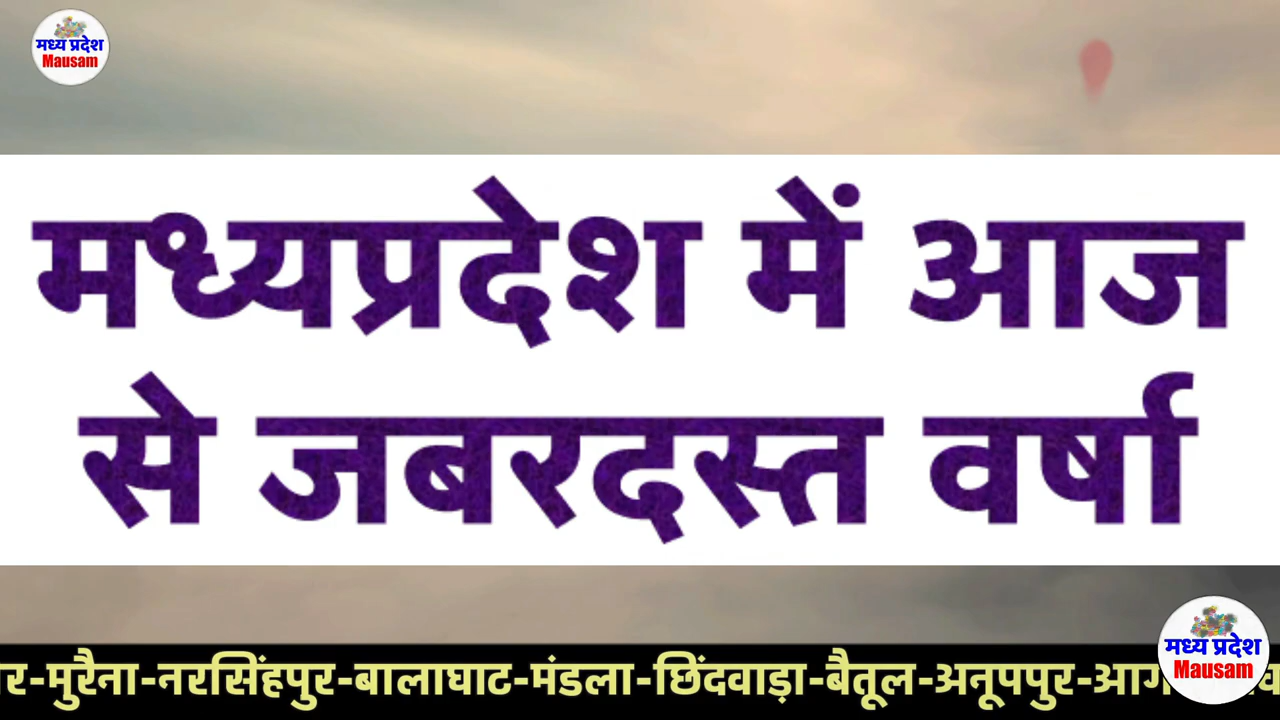 मध्य प्रदेश
Mausam
मध्यप्रदेश में आज
से जबरदस्त वर्षा
मुरैना-नरसिंहपुर-बालाघाट-मंडला-छिंदवाड़ा-बैतूल-अनूपपुर-
मध्य प्रदेश
Mausam